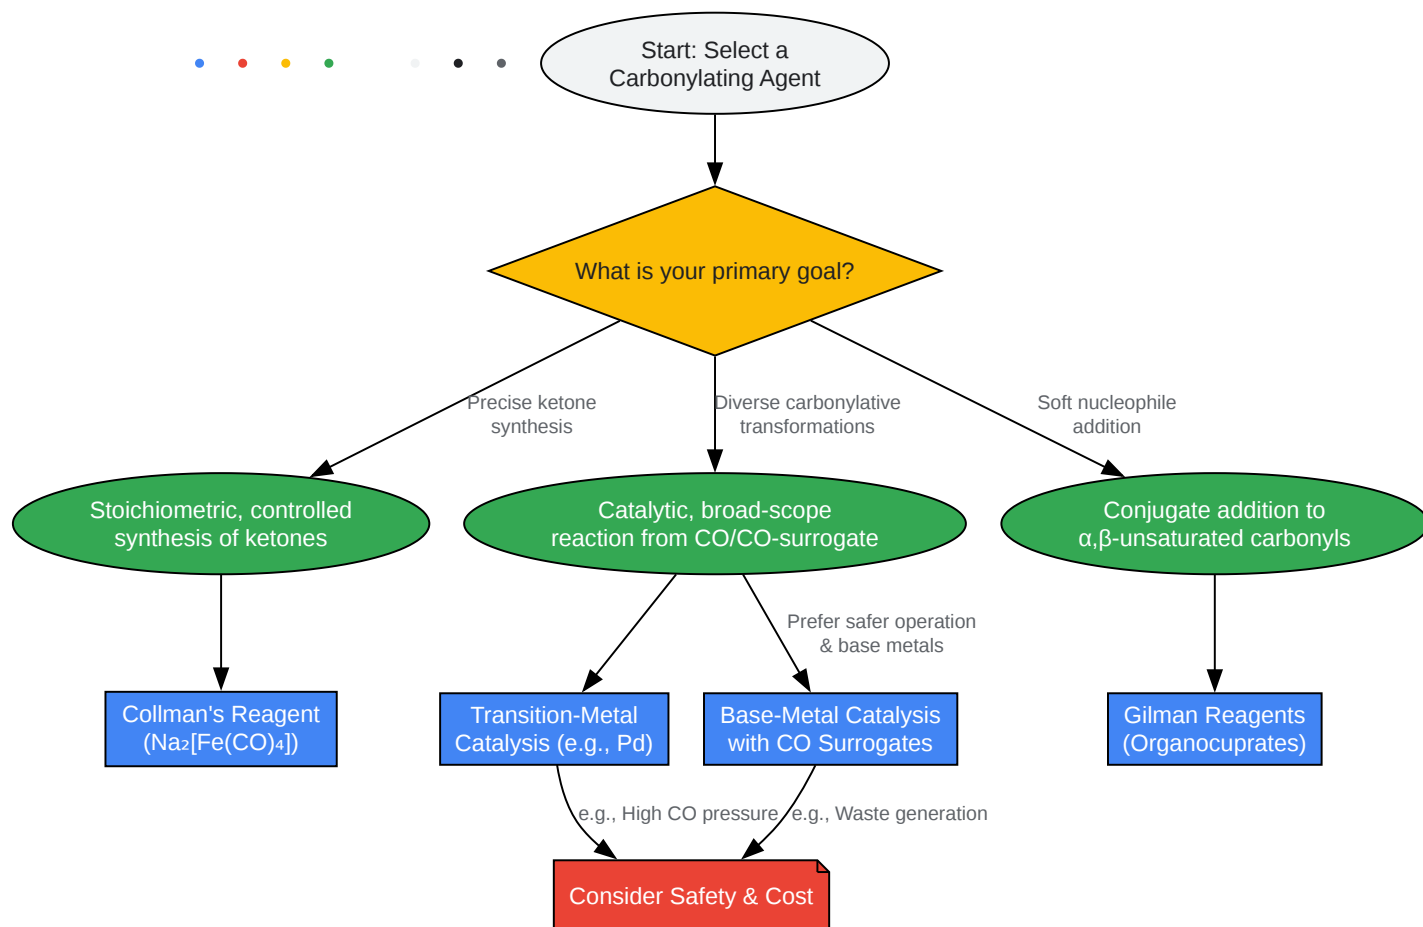 Start: Select a
Carbonylating Agent
What is your primary goal?
Precise ketone
synthesis
Diverse carbonylative
transformations
Soft nucleophile
addition
Stoichiometric, controlled
synthesis of ketones
Catalytic, broad-scope
reaction from CO/CO-surrogate
Conjugate addition to
α,β-unsaturated carbonyls
Prefer safer operation
& base metals
Collman's Reagent
(Na₂[Fe(CO)₄])
Transition-Metal
Catalysis (e.g., Pd)
Base-Metal Catalysis
with CO Surrogates
Gilman Reagents
(Organocuprates)
e.g., High CO pressure
e.g., Waste generation
Consider Safety & Cost